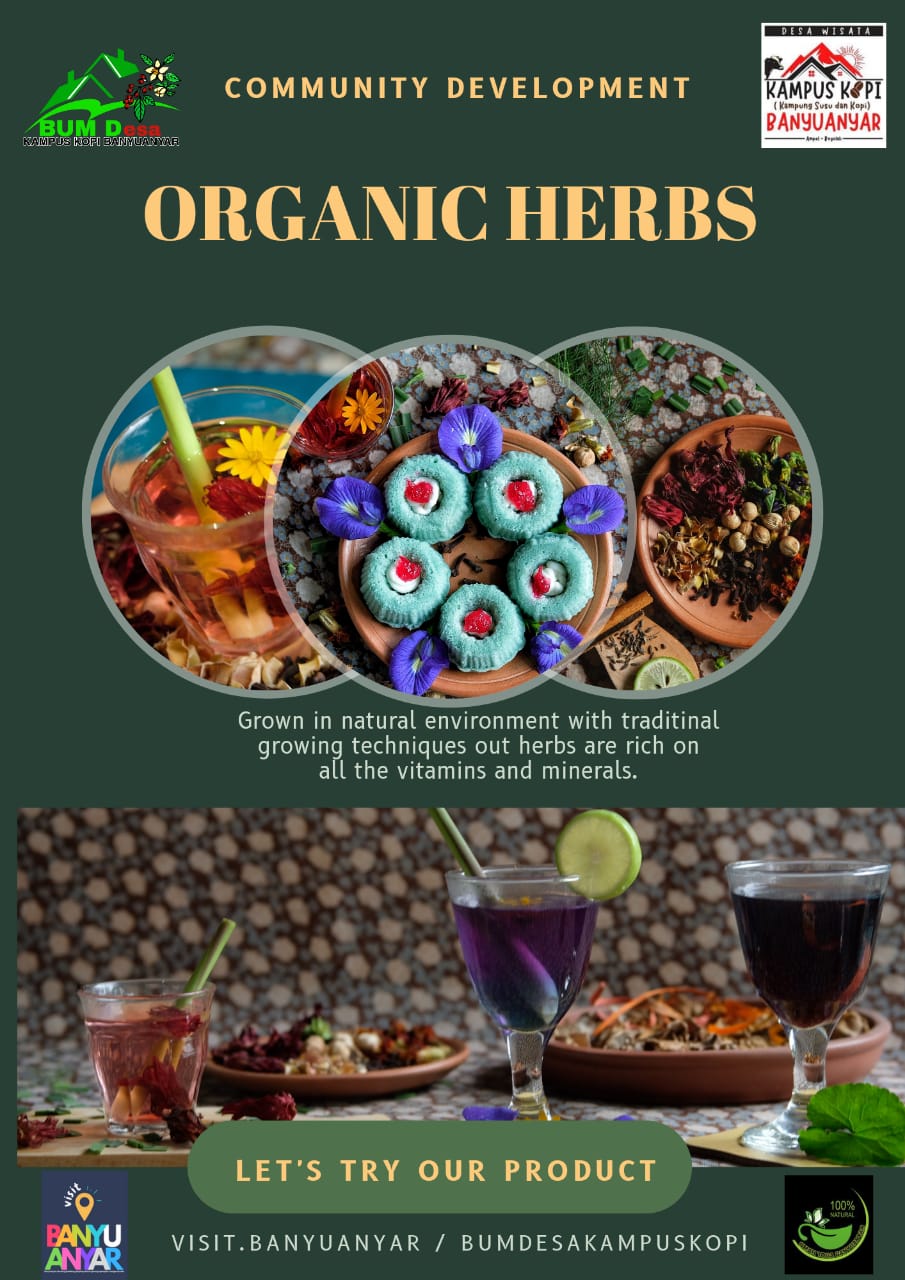 COMMUNITY DEVELOPMENT
BUM Desa
KAMPUS KOPI BANYUANYAR
DESA WISATA
KAMPUS KOPI
(Kampung Susu dan Kopi)
BANYUANYAR
Ampel - Boyolali
ORGANIC HERBS
Grown in natural environment with traditinal
growing techniques out herbs are rich on
all the vitamins and minerals.
LET'S TRY OUR PRODUCT
visit
BANYU
ANYAR
VISIT.BANYUANYAR / BUMDESAKAMPUSKOPI
100%
NATURAL